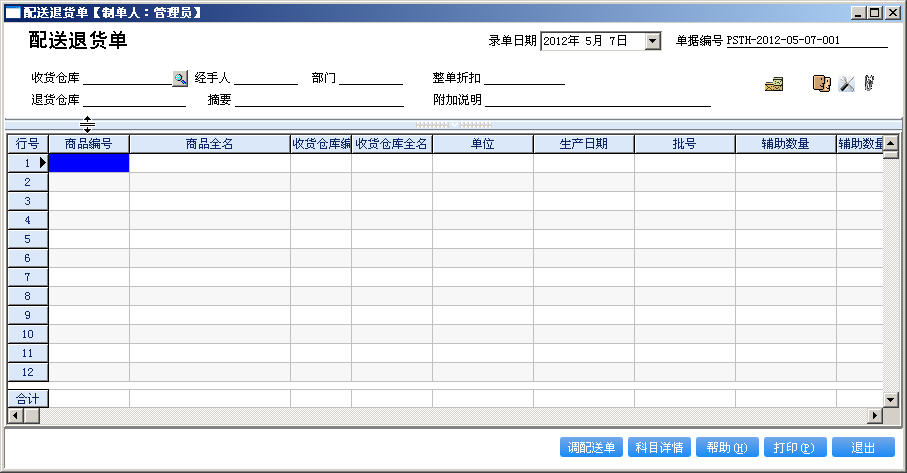 配送退货单【制单人：管理员】
配送退货单
录单日期 2012年 5月 7日 单据编号 PSTH-2012-05-07-001
收货仓库 经手人 部门 整单折扣
退货仓库 摘要 附加说明
行号 商品编号 商品全名 收货仓库编 收货仓库全名 单位 生产日期 批号 辅助数量 辅助数量
1
2
3
4
5
6
7
8
9
10
11
12
合计
调配送单 科目详情 帮助(H) 打印(P) 退出